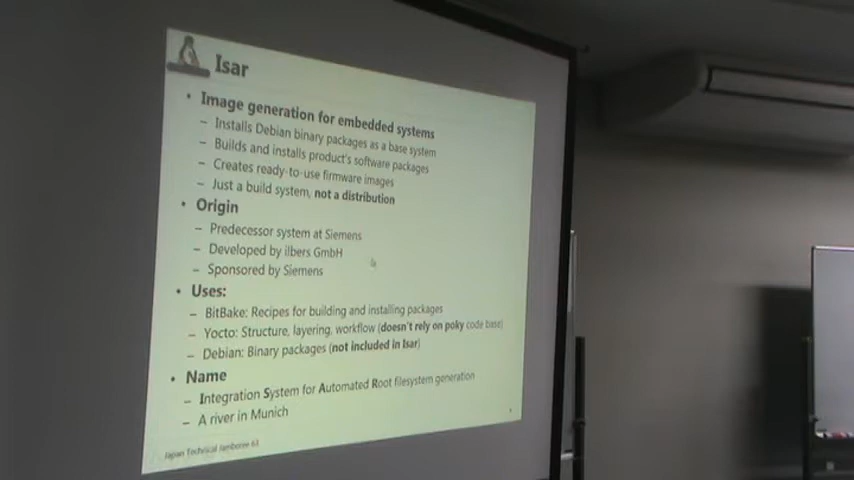 Isar
• Image generation for embedded systems
– Installs Debian binary packages as a base system
– Builds and installs product's software packages
– Creates ready-to-use firmware images
– Just a build system, not a distribution
• Origin
– Predecessor system at Siemens
– Developed by ilbers GmbH
– Sponsored by Siemens
• Uses:
– BitBake: Recipes for building and installing packages
– Yocto: Structure, layering, workflow (doesn't rely on poky code base)
– Debian: Binary packages (not included in Isar)
• Name
– Integration System for Automated Root filesystem generation
– A river in Munich
Japan Technical Jamboree 63